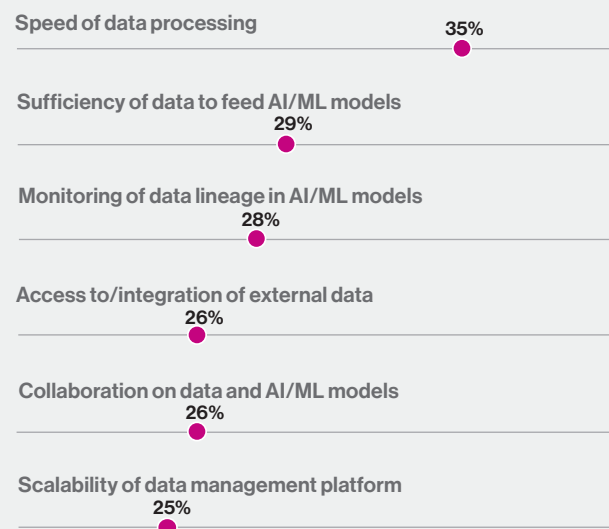 Speed of data processing
35%
Sufficiency of data to feed AI/ML models
29%
Monitoring of data lineage in AI/ML models
28%
Access to/integration of external data
26%
Collaboration on data and AI/ML models
26%
Scalability of data management platform
25%